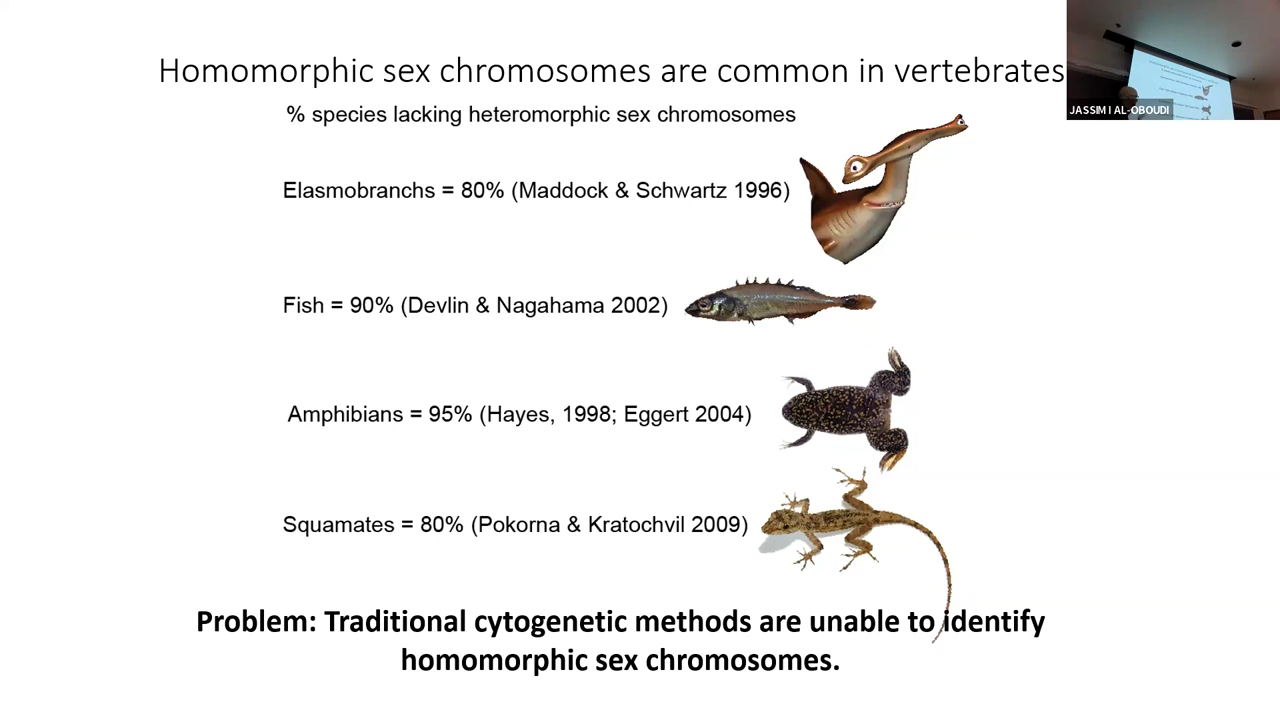 Homomorphic sex chromosomes are common in vertebrates
% species lacking heteromorphic sex chromosomes
JASSIM I AL-OBOUDI
Elasmobranchs = 80% (Maddock & Schwartz 1996)
Fish = 90% (Devlin & Nagahama 2002)
Amphibians = 95% (Hayes, 1998; Eggert 2004)
Squamates = 80% (Pokorna & Kratochvil 2009)
Problem: Traditional cytogenetic methods are unable to identify
homomorphic sex chromosomes.